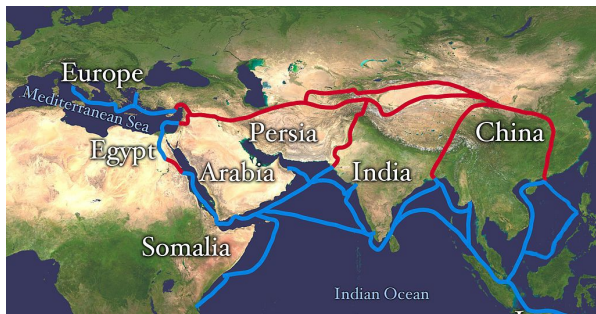 Europe
Mediterranean Sea
Egypt
Persia
China
Arabia
India
Somalia
Indian Ocean